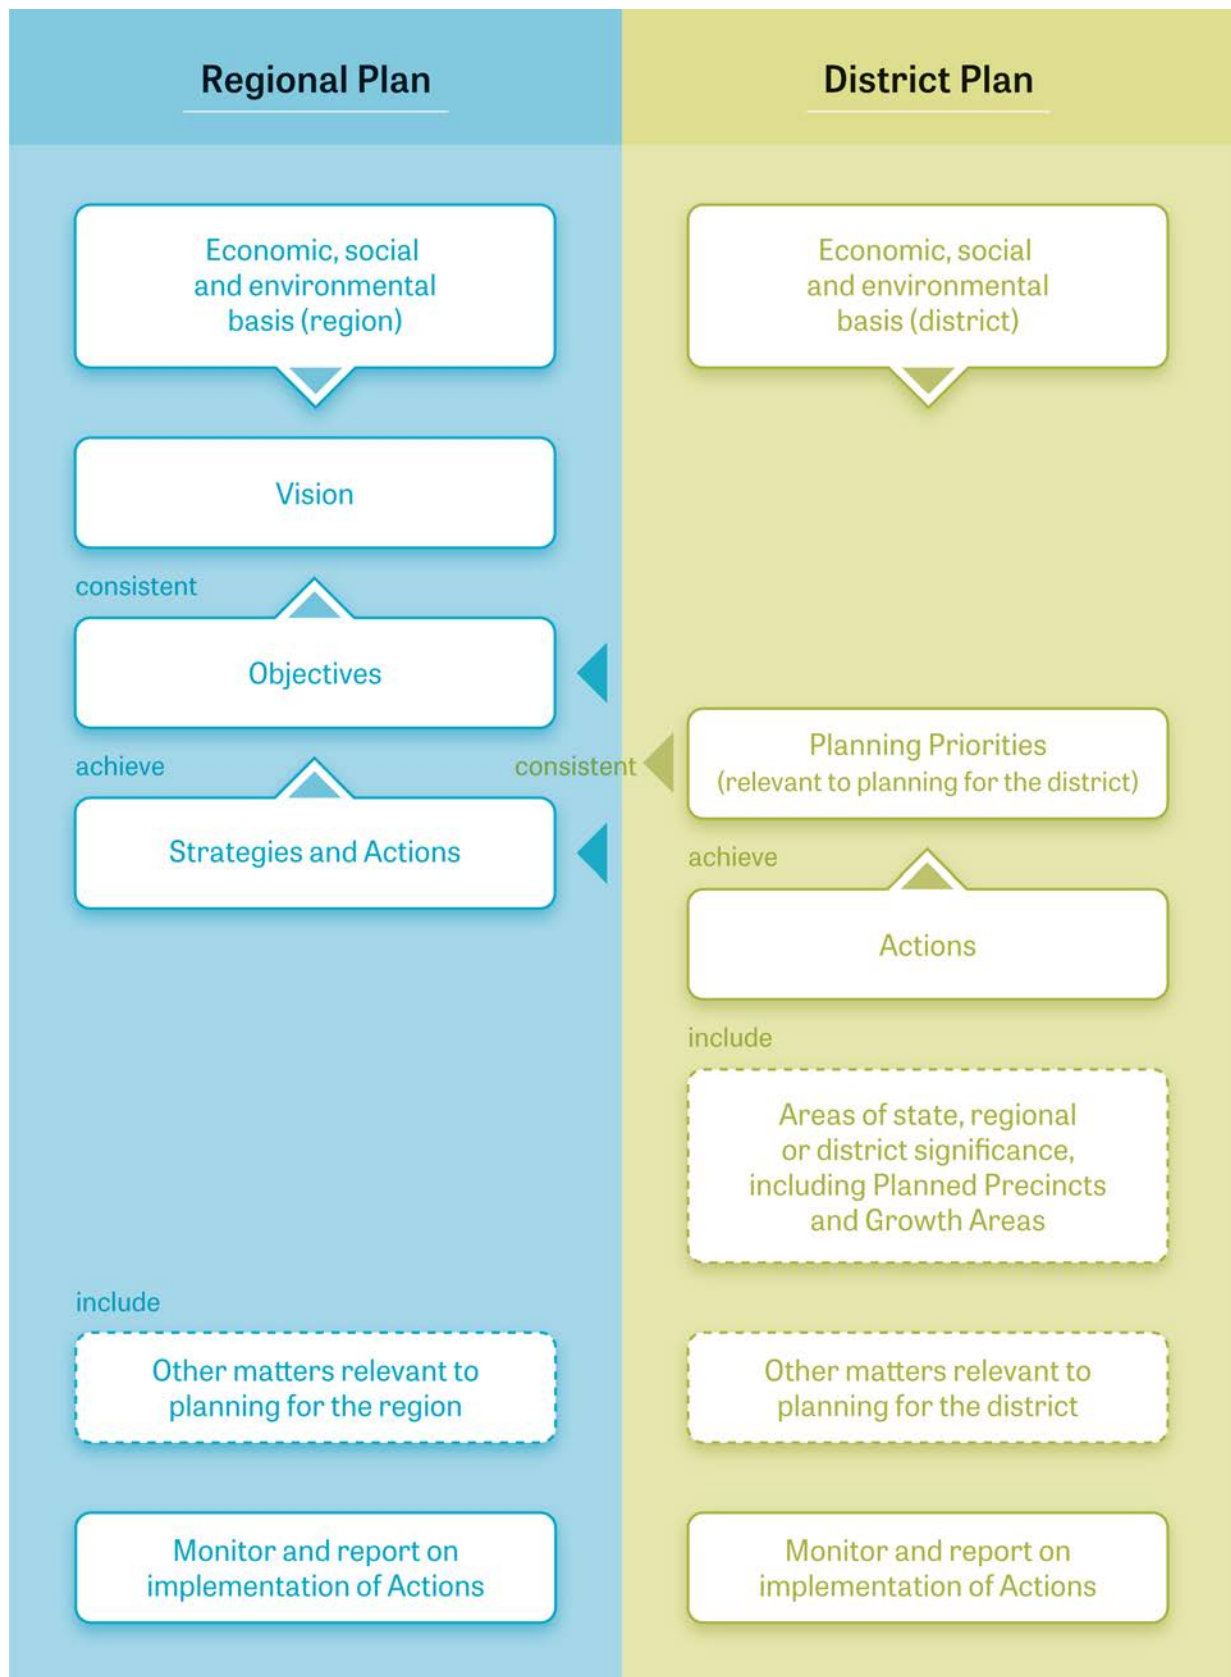 Regional Plan
Economic, social
and environmental
basis (region)
Vision
consistent
Objectives
achieve
Strategies and Actions
include
Other matters relevant to
planning for the region
Monitor and report on
implementation of Actions
District Plan
Economic, social
and environmental
basis (district)
consistent
Planning Priorities
(relevant to planning for the district)
achieve
Actions
include
Areas of state, regional
or district significance,
including Planned Precincts
and Growth Areas
Other matters relevant to
planning for the district
Monitor and report on
implementation of Actions